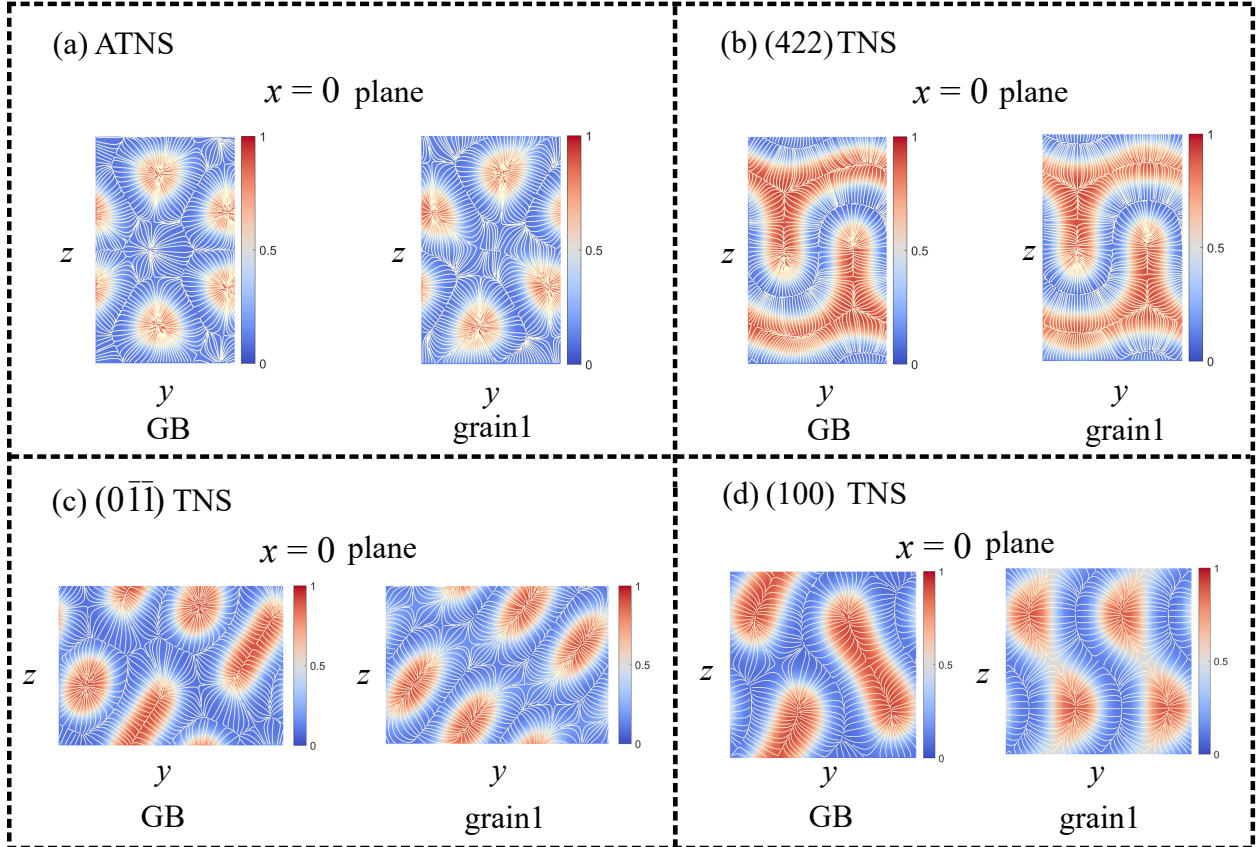 (a) ATNS
x = 0 plane
1
0.5
0
z
y
GB
1
0.5
0
z
y
grain1
(b) (422) TNS
x = 0 plane
1
0.5
0
z
y
GB
1
0.5
0
z
y
grain1
(c) (01̅1̅) TNS
x = 0 plane
1
0.5
0
z
y
GB
1
0.5
0
z
y
grain1
(d) (100) TNS
x = 0 plane
1
0.5
0
z
y
GB
1
0.5
0
z
y
grain1